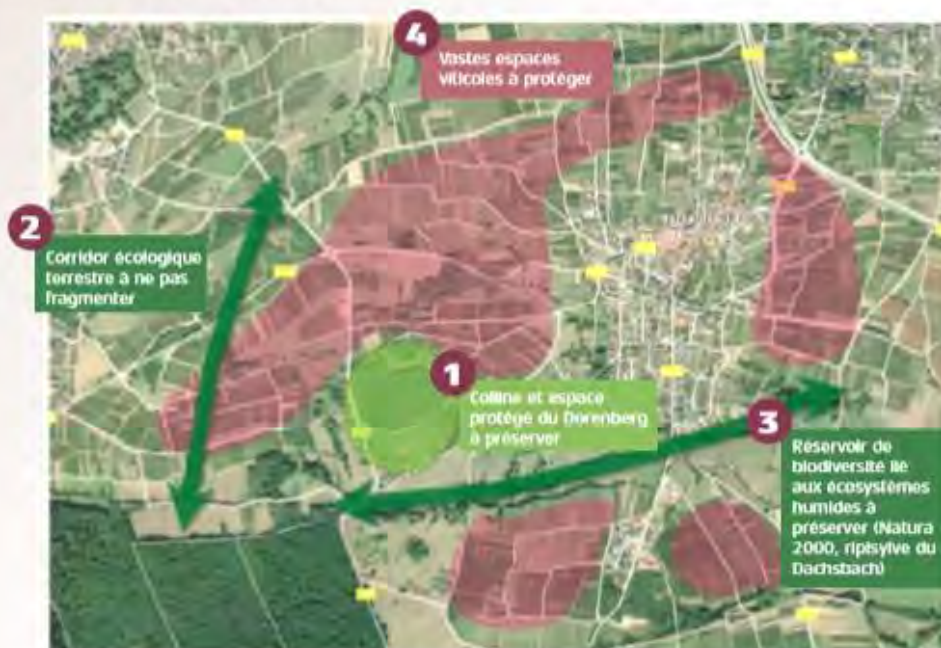 4
Vastes espaces
viticoles à protéger
2
Corridor écologique
terrestre à ne pas
fragmenter
1
Colline et espace
protégé du Dorenberg
à préserver
3
Réservoir de
biodiversité lié
aux écosystèmes
humides à
préserver (Natura
2000, ripisylve du
Dachsbach)